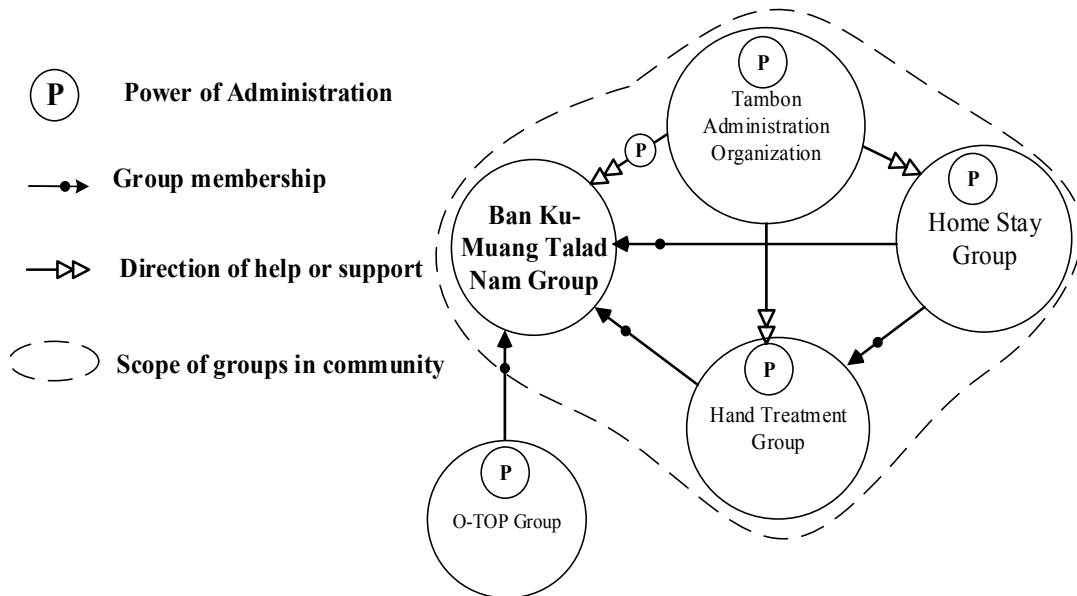 P Power of Administration
Group membership
Direction of help or support
Scope of groups in community
P
Tambon
Administration
Organization
P
P
Home Stay
Group
Ban Ku-
Muang Talad
Nam Group
P
Hand Treatment
Group
P
O-TOP Group